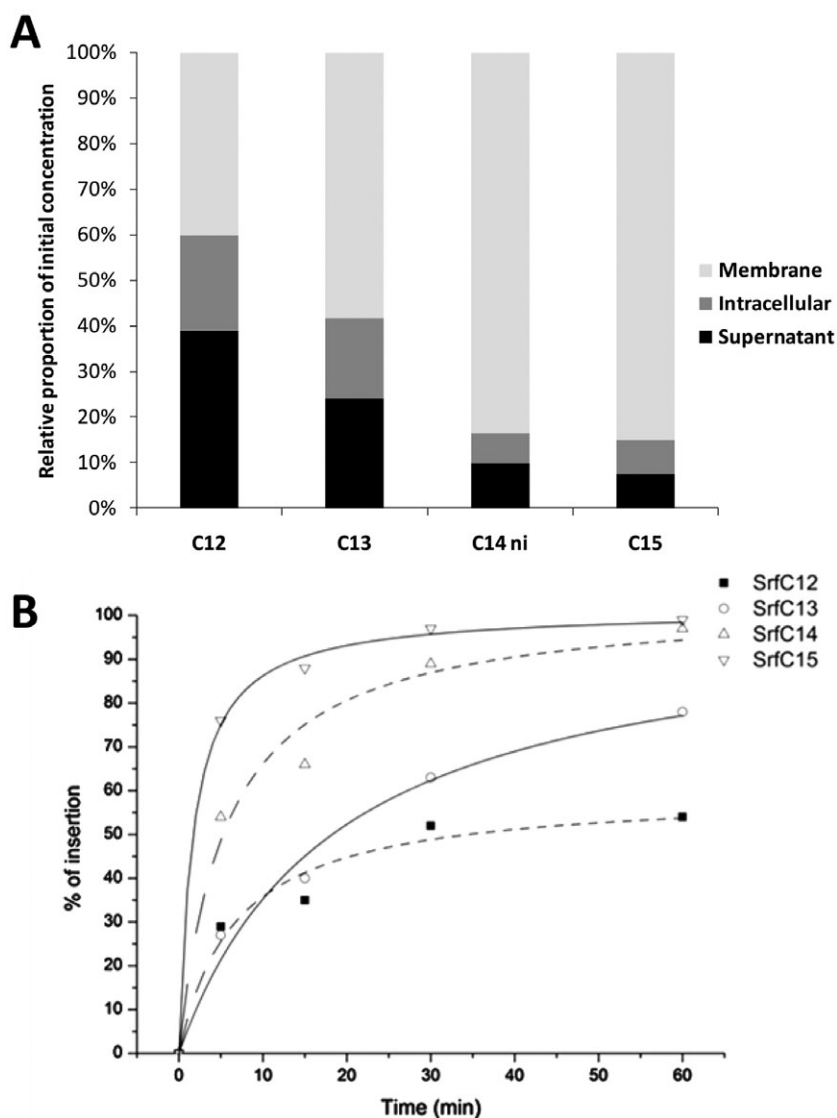 A
Relative proportion of initial concentration
100%
90%
80%
70%
60%
50%
40%
30%
20%
10%
0%
C12 C13 C14 ni C15
Membrane
Intracellular
Supernatant
B
% of insertion
100
90
80
70
60
50
40
30
20
10
0
0 10 20 30 40 50 60
Time (min)
SrfC12
SrfC13
SrfC14
SrfC15